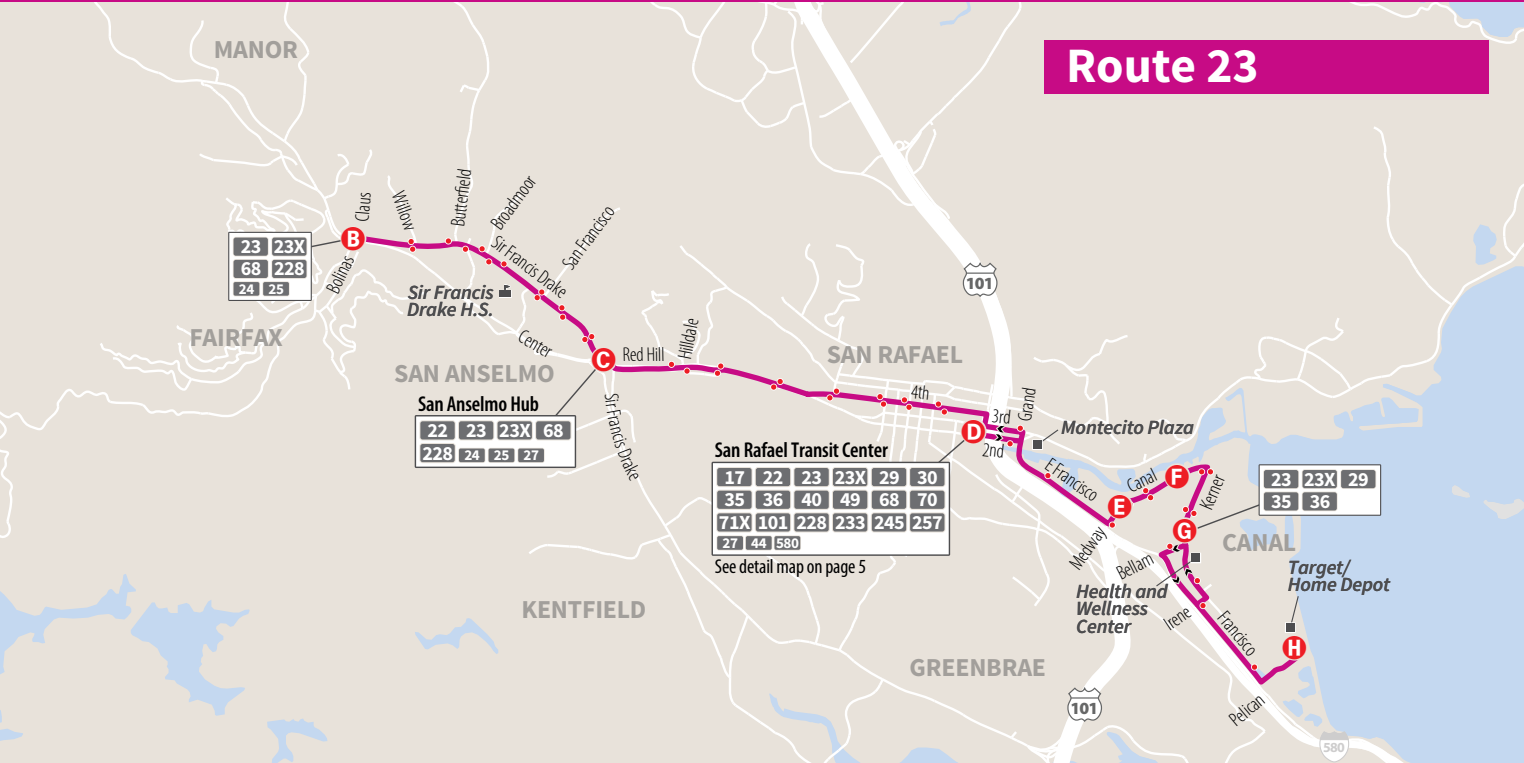 Route 23
MANOR
101
Claus
Willow
Butterfield
Broadmoor
San Francisco
Sir Francis Drake
B
23 23X
68 228
24 25
Bolinas
Sir Francis
Drake H.S.
FAIRFAX
Center
SAN ANSELMO
C
Red Hill
Hilldale
SAN RAFAEL
San Anselmo Hub
22 23 23X 68
228 24 25 27
Sir Francis Drake
4th
3rd
Grand
D
2nd
Montecito Plaza
San Rafael Transit Center
17 22 23 23X 29 30
35 36 40 49 68 70
71X 101 228 233 245 257
27 44 580
See detail map on page 5
E Francisco
Canal
F
E
Kerner
23 23X 29
35 36
G
CANAL
Medway
Bellam
Health and
Wellness
Center
Target/
Home Depot
Irene
Francisco
H
KENTFIELD
GREENBRAE
101
Pelican
580